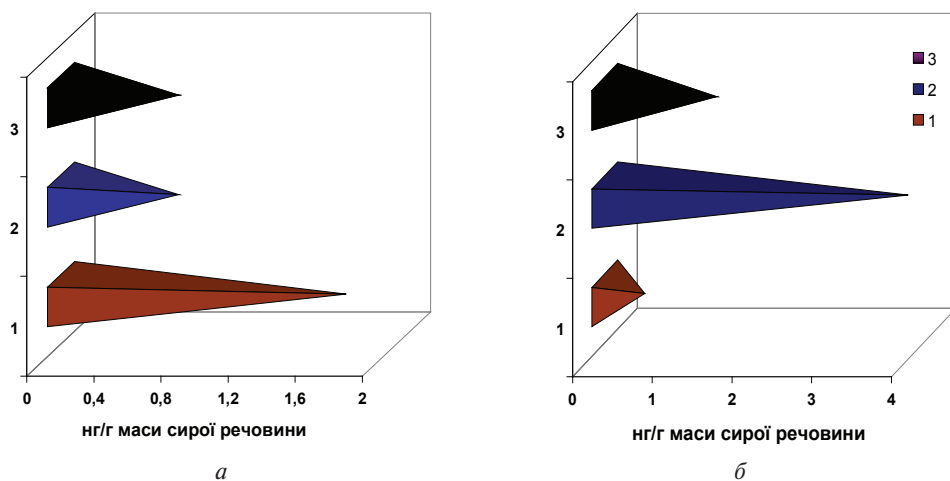 3
2
1
0 0,4 0,8 1,2 1,6 2
нг/г маси сирої речовини
а
3
2
1
3
2
1
0 1 2 3 4
нг/г маси сирої речовини
б